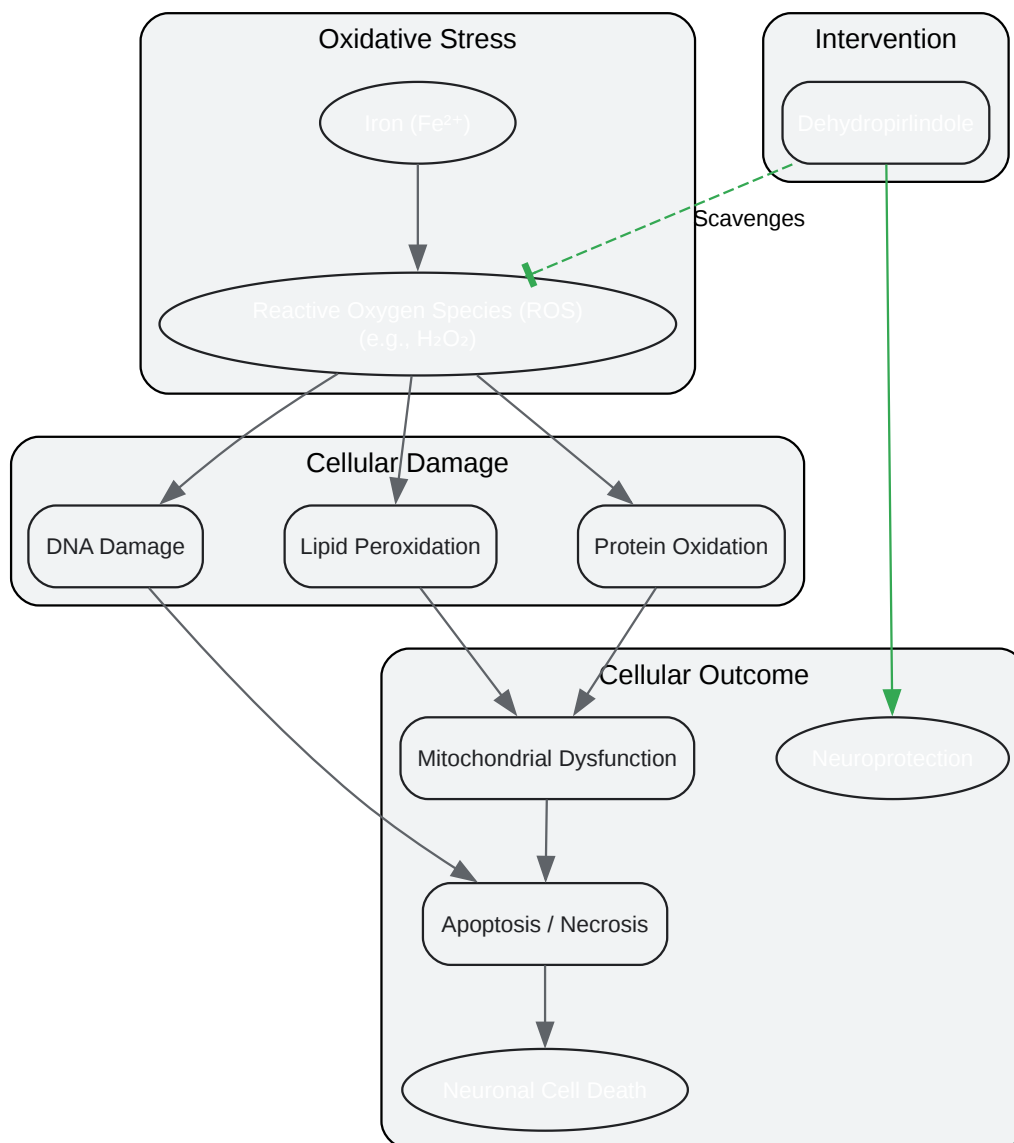 Oxidative Stress
Intervention
Iron (Fe²⁺)
Dehydropirlindole
Scavenges
Reactive Oxygen Species (ROS)
(e.g., H₂O₂)
Cellular Damage
DNA Damage
Lipid Peroxidation
Protein Oxidation
Cellular Outcome
Mitochondrial Dysfunction
Neuroprotection
Apoptosis / Necrosis
Neuronal Cell Death